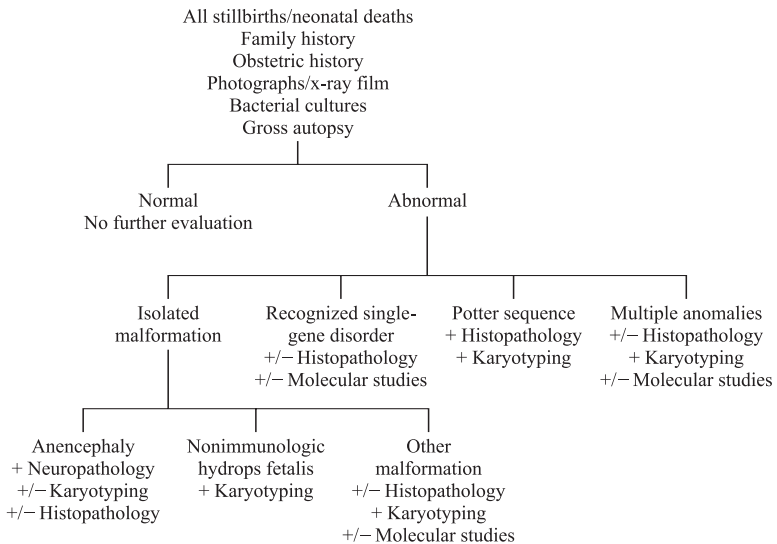 All stillbirths/neonatal deaths
Family history
Obstetric history
Photographs/x-ray film
Bacterial cultures
Gross autopsy
Normal
No further evaluation
Abnormal
Isolated
malformation
Recognized single-
gene disorder
+/− Histopathology
+/− Molecular studies
Potter sequence
+ Histopathology
+ Karyotyping
Multiple anomalies
+/− Histopathology
+ Karyotyping
+/− Molecular studies
Anencephaly
+ Neuropathology
+/− Karyotyping
+/− Histopathology
Nonimmunologic
hydrops fetalis
+ Karyotyping
Other
malformation
+/− Histopathology
+ Karyotyping
+/− Molecular studies